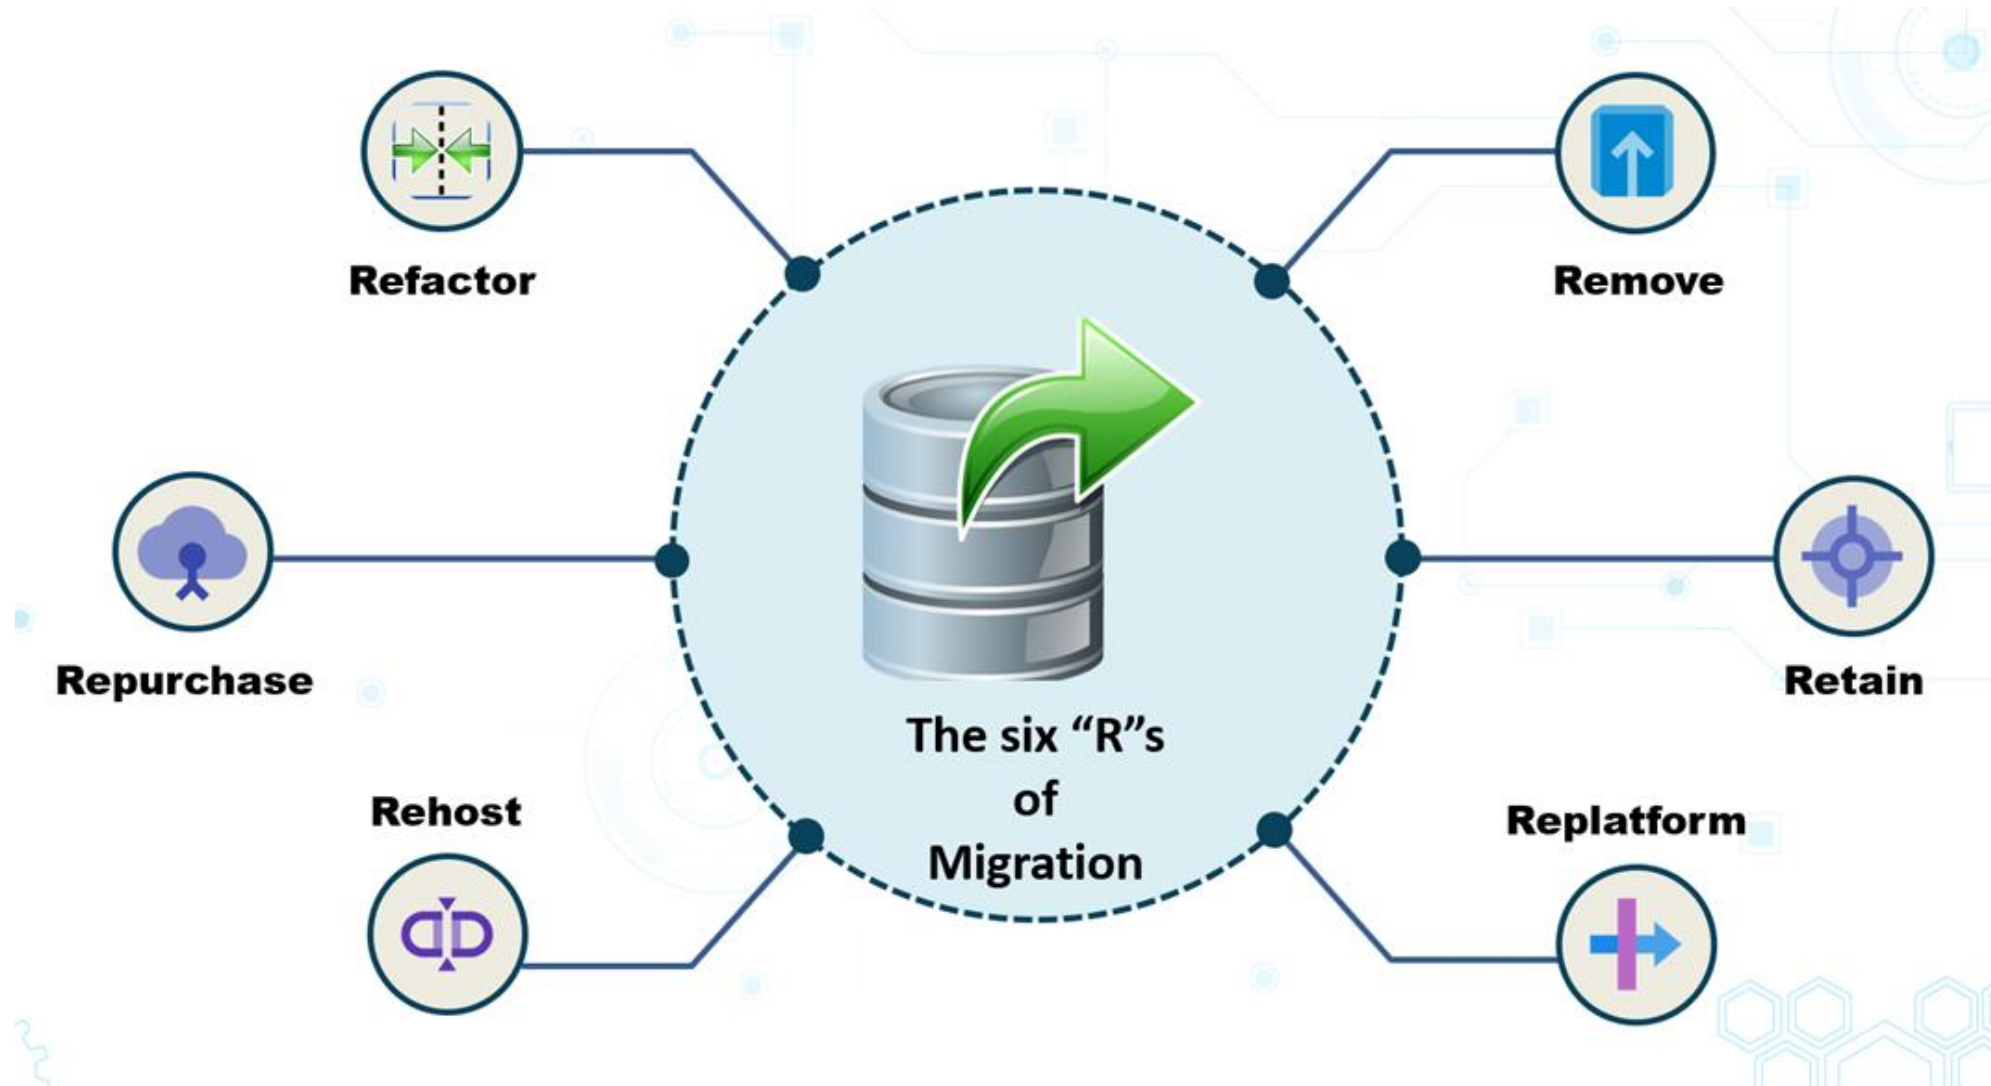 Refactor
Remove
Repurchase
Retain
The six “R”s
of
Migration
Rehost
Replatform